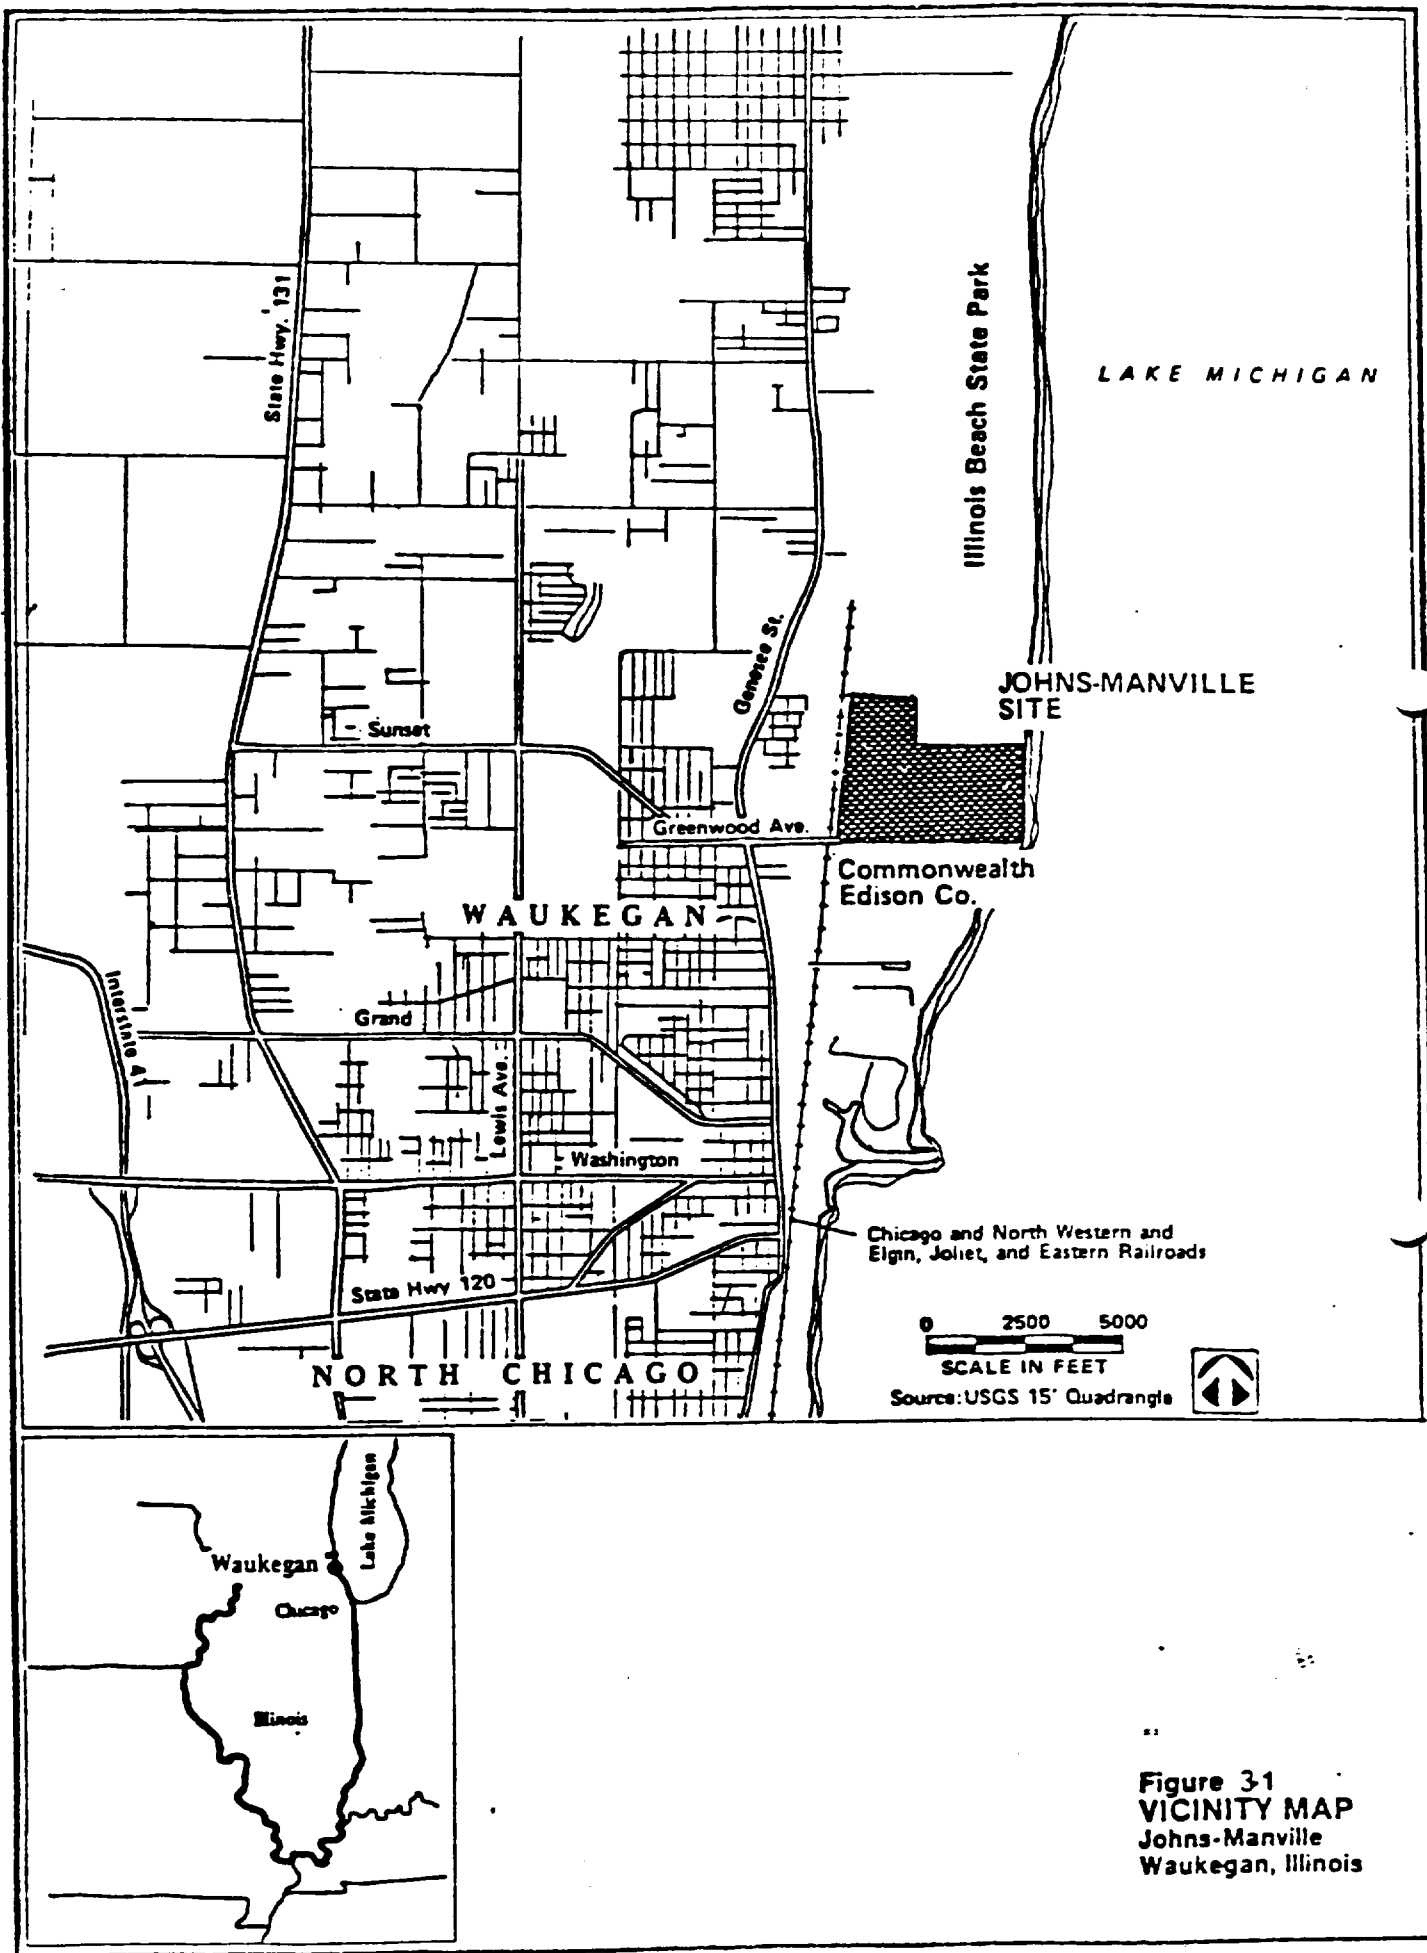 State Hwy. 131
Illinois Beach State Park
LAKE MICHIGAN
Genesee St.
JOHNS-MANVILLE
SITE
Sunset
Greenwood Ave.
Commonwealth
Edison Co.
WAUKEGAN
Interstate 41
Grand
Lewis Ave.
Washington
Chicago and North Western and
Elgin, Joliet, and Eastern Railroads
State Hwy 120
0 2500 5000
SCALE IN FEET
NORTH CHICAGO
Source: USGS 15' Quadrangle
Lake Michigan
Waukegan
Chicago
Illinois
Figure 3-1
VICINITY MAP
Johns-Manville
Waukegan, Illinois